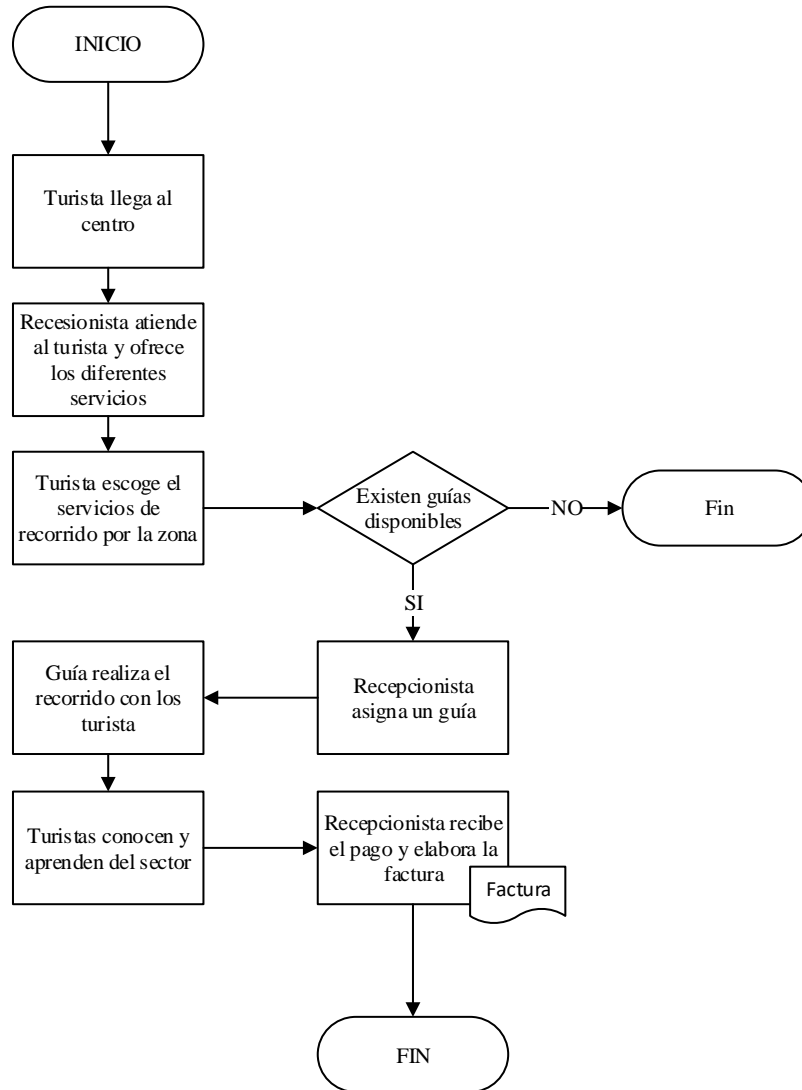 INICIO
Turista llega al
centro
Recesionista atiende
al turista y ofrece
los diferentes
servicios
Turista escoge el
servicios de
recorrido por la zona
Existen guías
disponibles
NO
Fin
SI
Recepcionista
asigna un guía
Guía realiza el
recorrido con los
turista
Turistas conocen y
aprenden del sector
Recepcionista recibe
el pago y elabora la
factura
Factura
FIN